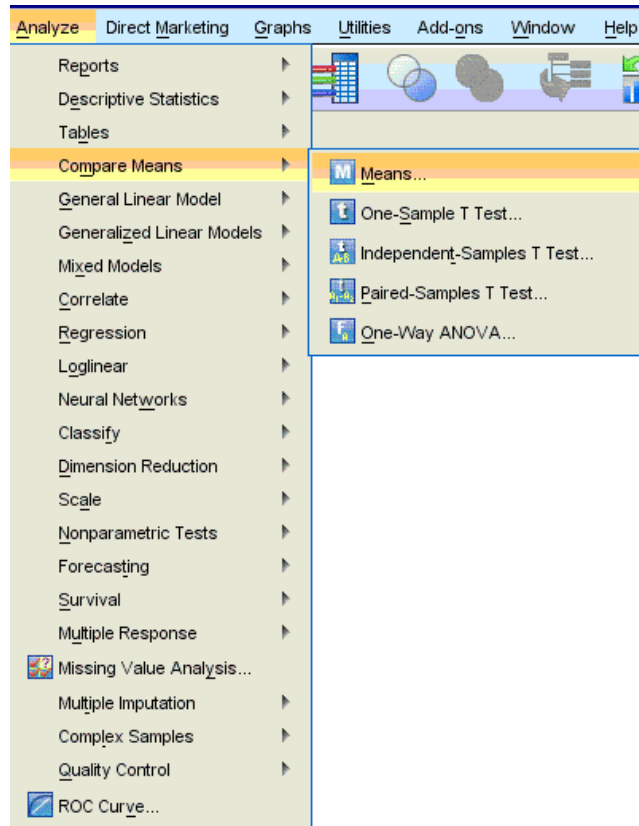 Analyze Direct Marketing Graphs Utilities Add-ons Window Help
Reports
Descriptive Statistics
Tables
Compare Means
General Linear Model
Generalized Linear Models
Mixed Models
Correlate
Regression
Loglinear
Neural Networks
Classify
Dimension Reduction
Scale
Nonparametric Tests
Forecasting
Survival
Multiple Response
Missing Value Analysis...
Multiple Imputation
Complex Samples
Quality Control
ROC Curve...
M Means...
t One-Sample T Test...
Independent-Samples T Test...
Paired-Samples T Test...
One-Way ANOVA...